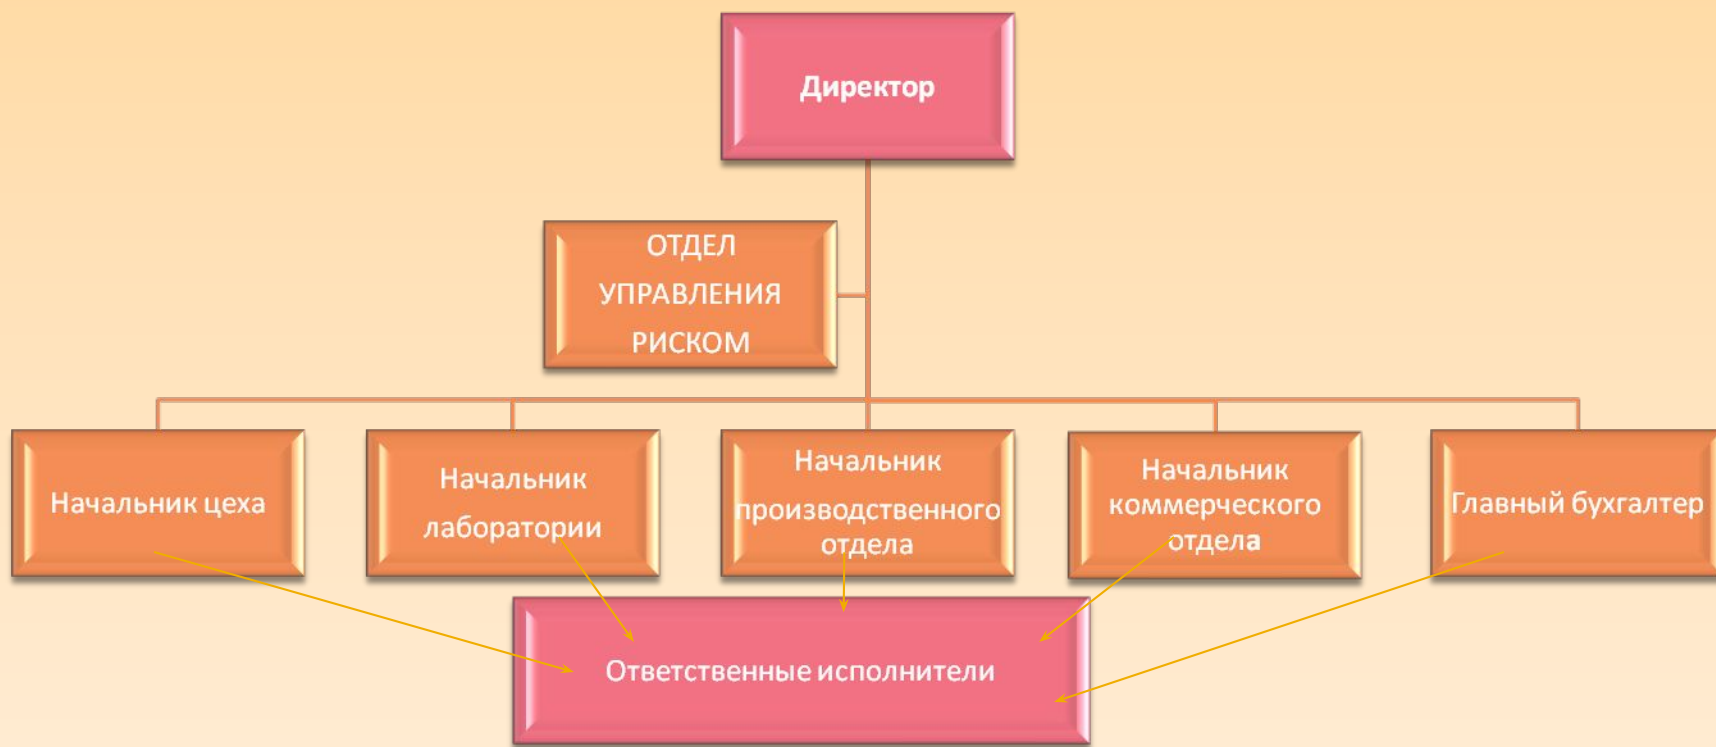 Директор
ОТДЕЛ
УПРАВЛЕНИЯ
РИСКОМ
Начальник цеха
Начальник
лаборатории
Начальник
производственного
отдела
Начальник
коммерческого
отдела
Главный бухгалтер
Ответственные исполнители